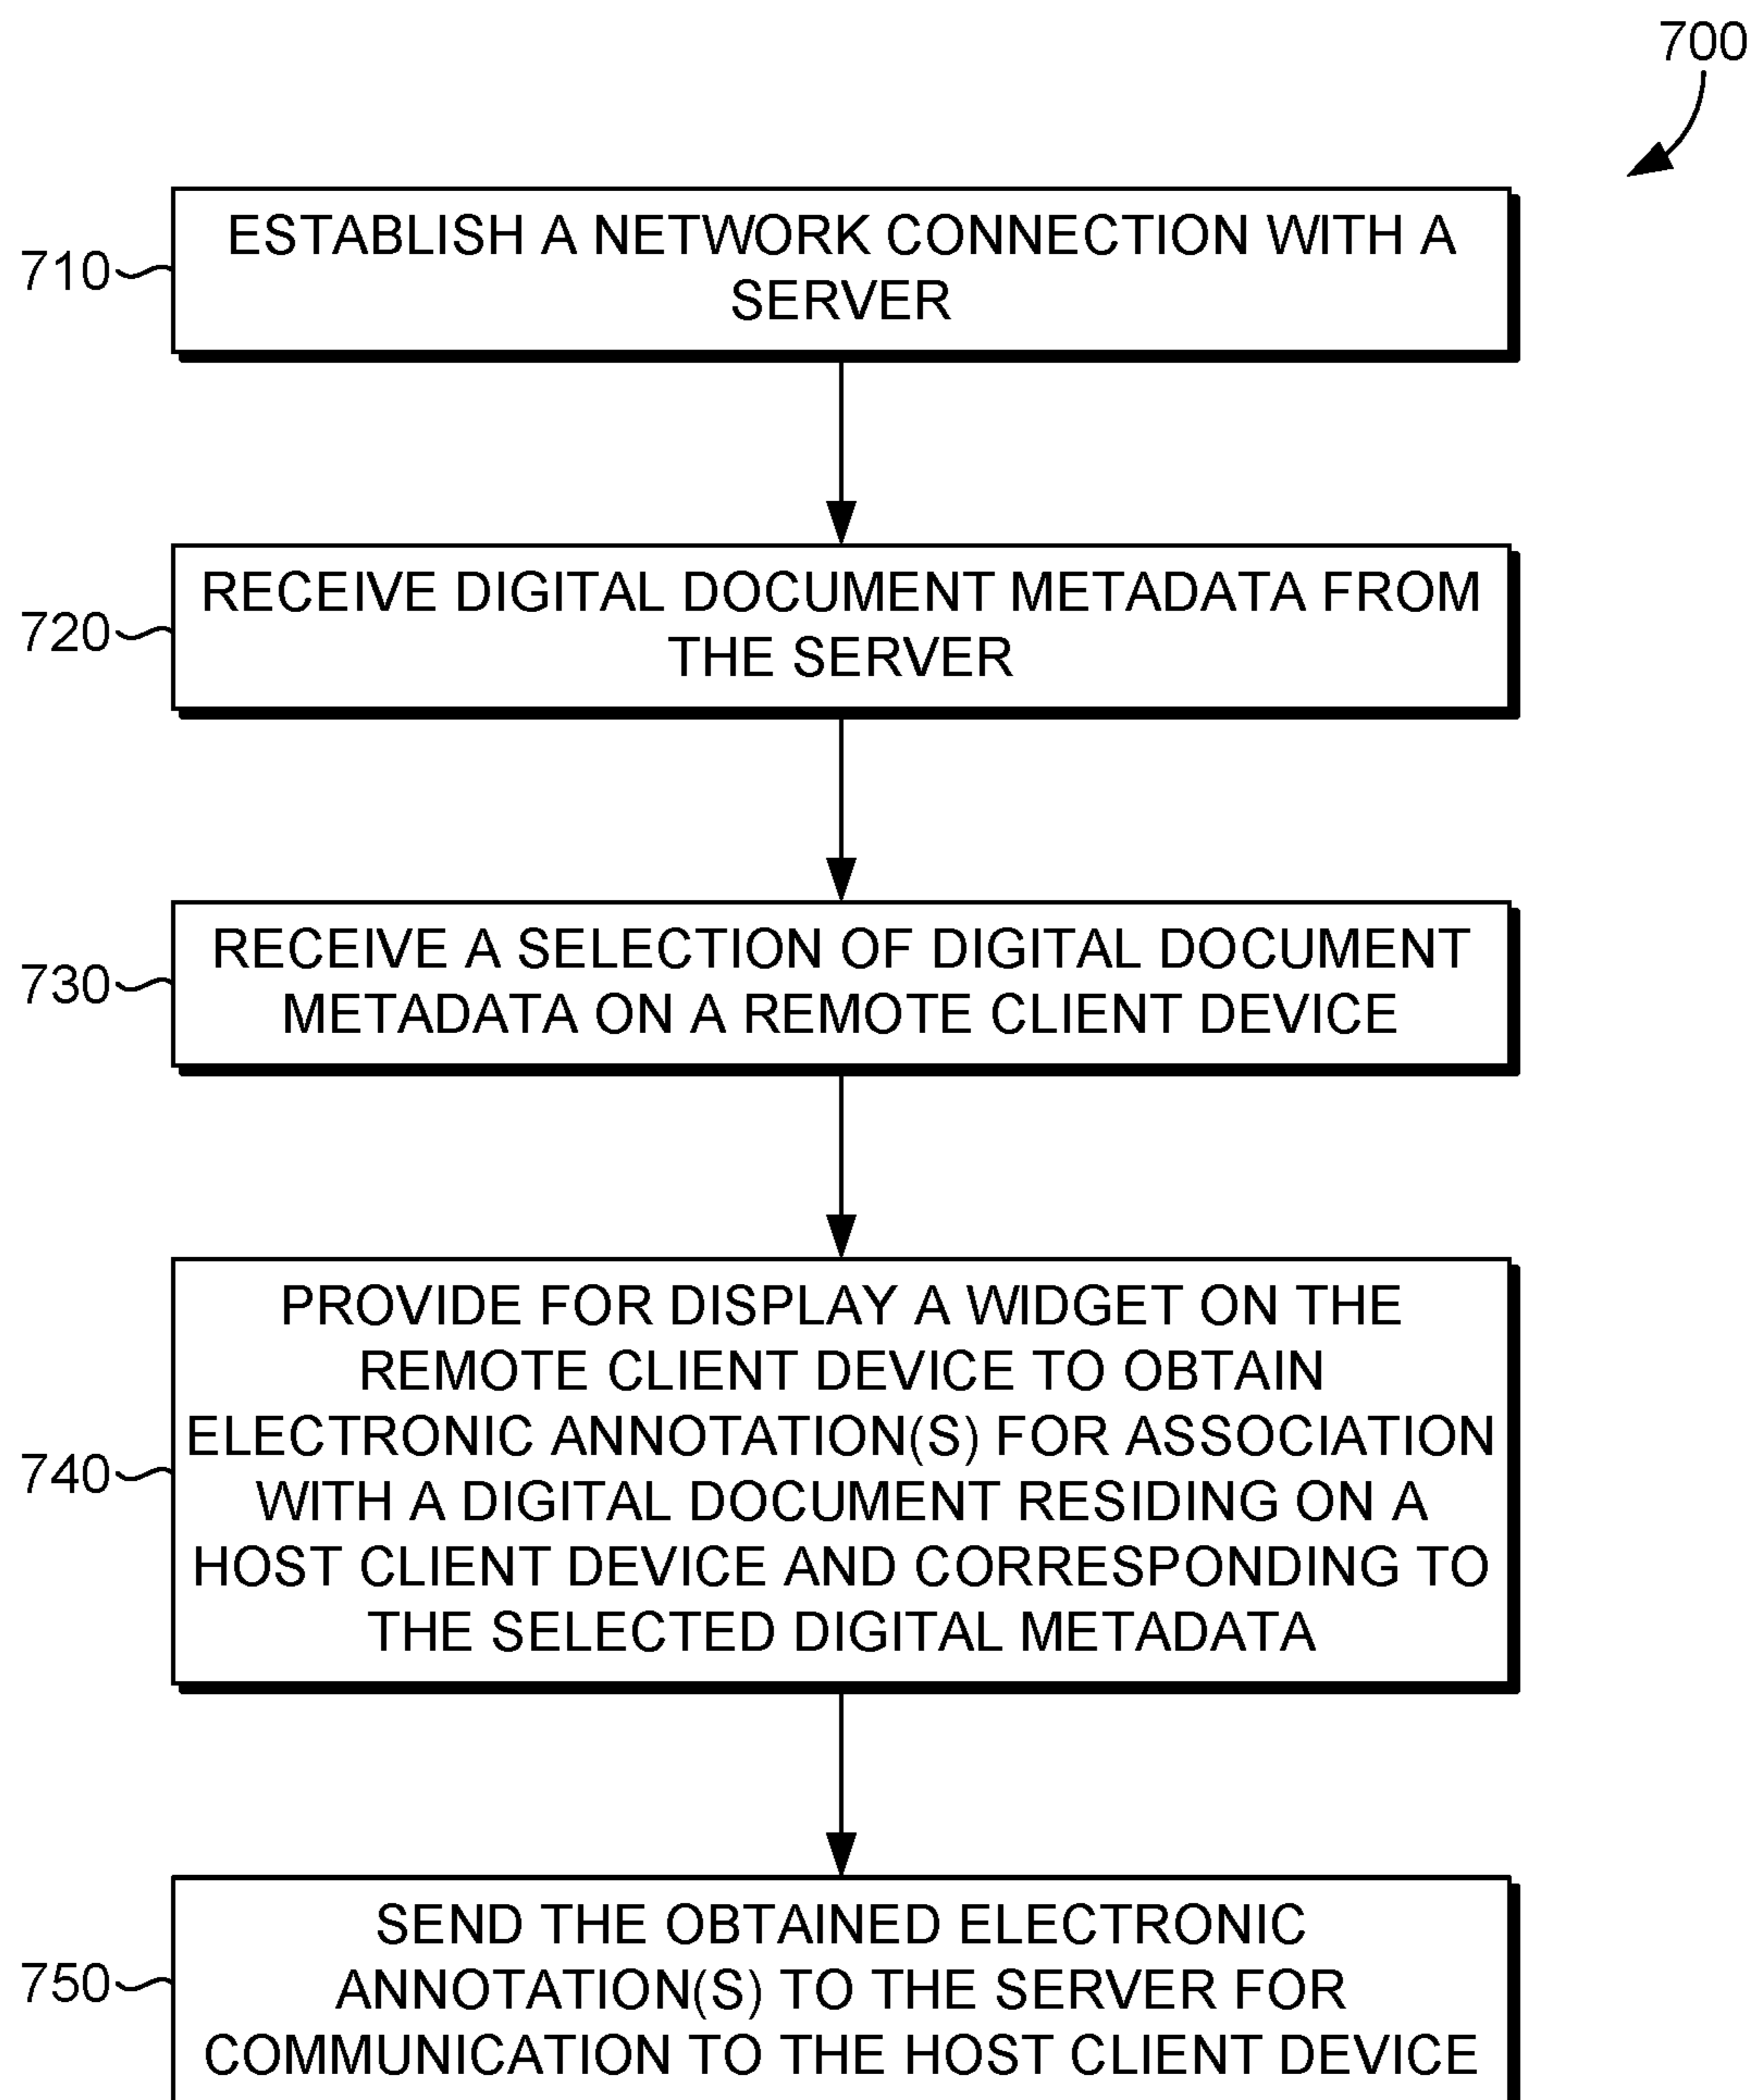 700
710
ESTABLISH A NETWORK CONNECTION WITH A
SERVER
720
RECEIVE DIGITAL DOCUMENT METADATA FROM
THE SERVER
730
RECEIVE A SELECTION OF DIGITAL DOCUMENT
METADATA ON A REMOTE CLIENT DEVICE
740
PROVIDE FOR DISPLAY A WIDGET ON THE
REMOTE CLIENT DEVICE TO OBTAIN
ELECTRONIC ANNOTATION(S) FOR ASSOCIATION
WITH A DIGITAL DOCUMENT RESIDING ON A
HOST CLIENT DEVICE AND CORRESPONDING TO
THE SELECTED DIGITAL METADATA
750
SEND THE OBTAINED ELECTRONIC
ANNOTATION(S) TO THE SERVER FOR
COMMUNICATION TO THE HOST CLIENT DEVICE